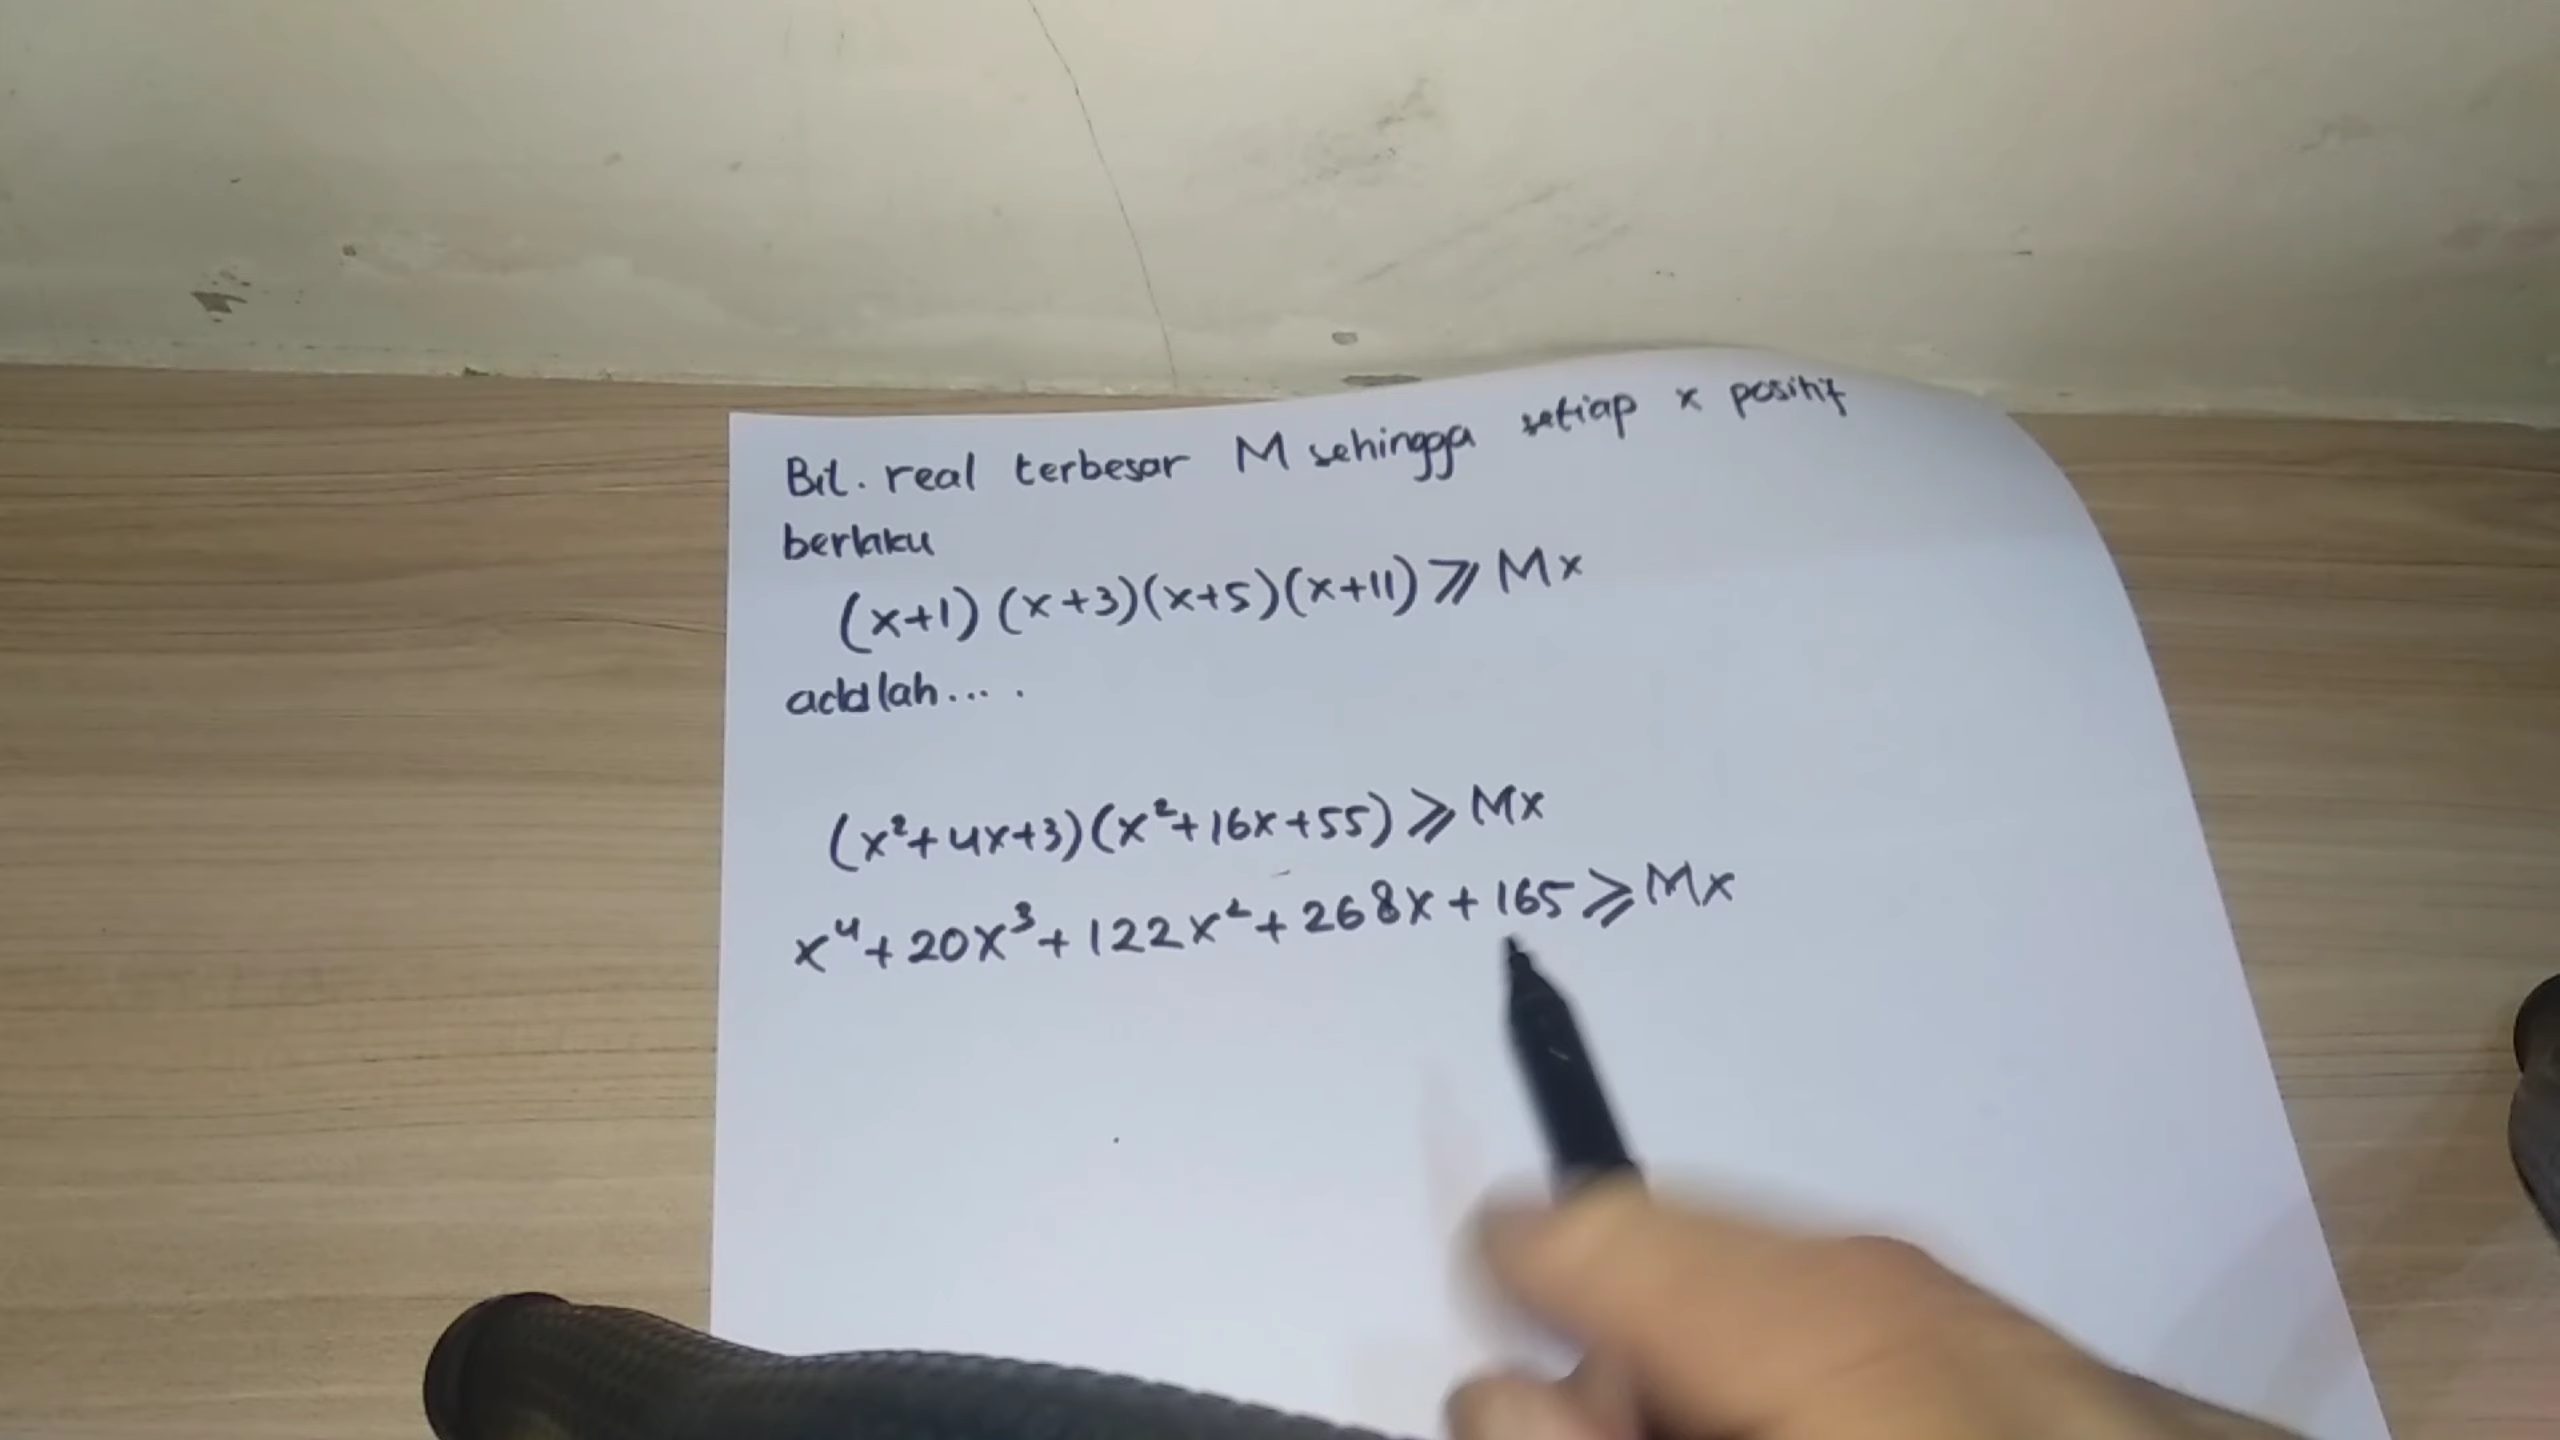 Bil. real terbesar M sehingga setiap x positif
berlaku
(x+1)(x+3)(x+5)(x+11) ⩾ Mx
adalah....
(x²+4x+3)(x²+16x+55) ⩾ Mx
x⁴+20x³+122x²+268x+165 ⩾ Mx